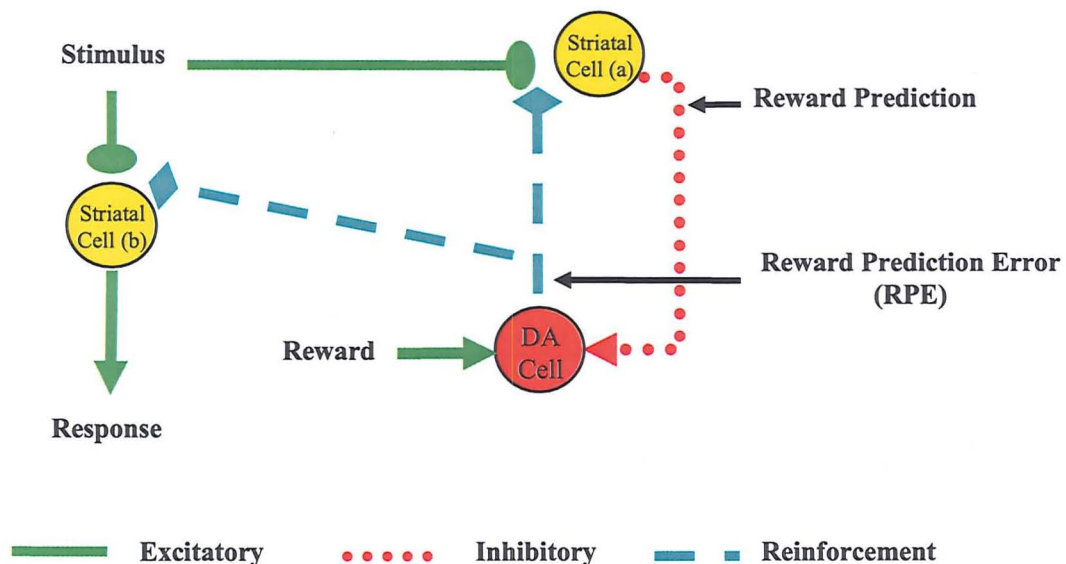 Stimulus
Striatal
Cell (a)
Reward Prediction
Striatal
Cell (b)
Reward Prediction Error
(RPE)
Reward
DA
Cell
Response
Excitatory
Inhibitory
Reinforcement